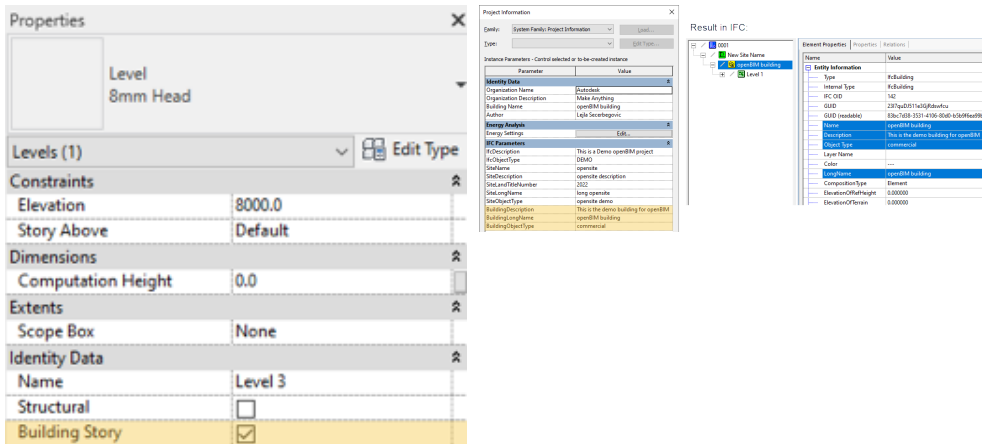 Properties
Level
8mm Head
Levels (1)
Edit Type
Constraints
Elevation 8000.0
Story Above Default
Dimensions
Computation Height 0.0
Extents
Scope Box None
Identity Data
Name Level 3
Structural
Building Story
Project Information
Family: System Family: Project Information Load...
Type: Edit Type...
Instance Parameters - Control selected or to-be-created instance
Parameter Value
Identity Data
Organization Name Autodesk
Organization Description Make Anything
Building Name openBIM building
Author Lejla Secerbegovic
Energy Analysis
Energy Settings Edit...
IFC Parameters
IfcDescription This is a Demo openBIM project
IfcObjectType DEMO
SiteName opensite
SiteDescription opensite description
SiteLandTitleNumber 2022
SiteLongName long opensite
SiteObjectType opensite demo
BuildingDescription This is the demo building for openBIM
BuildingLongName openBIM building
BuildingObjectType commercial
Result in IFC:
0001
New Site Name
openBIM building
Level 1
Element Properties Properties Relations
Name Value
Entity Information
Type IfcBuilding
Internal Type IfcBuilding
IFC OID 142
GUID
GUID (readable)
Name openBIM building
Description This is the demo building for openBIM
Object Type commercial
Layer Name
Color ---
LongName openBIM building
CompositionType Element
ElevationOfRefHeight 0.000000
ElevationOfTerrain 0.000000